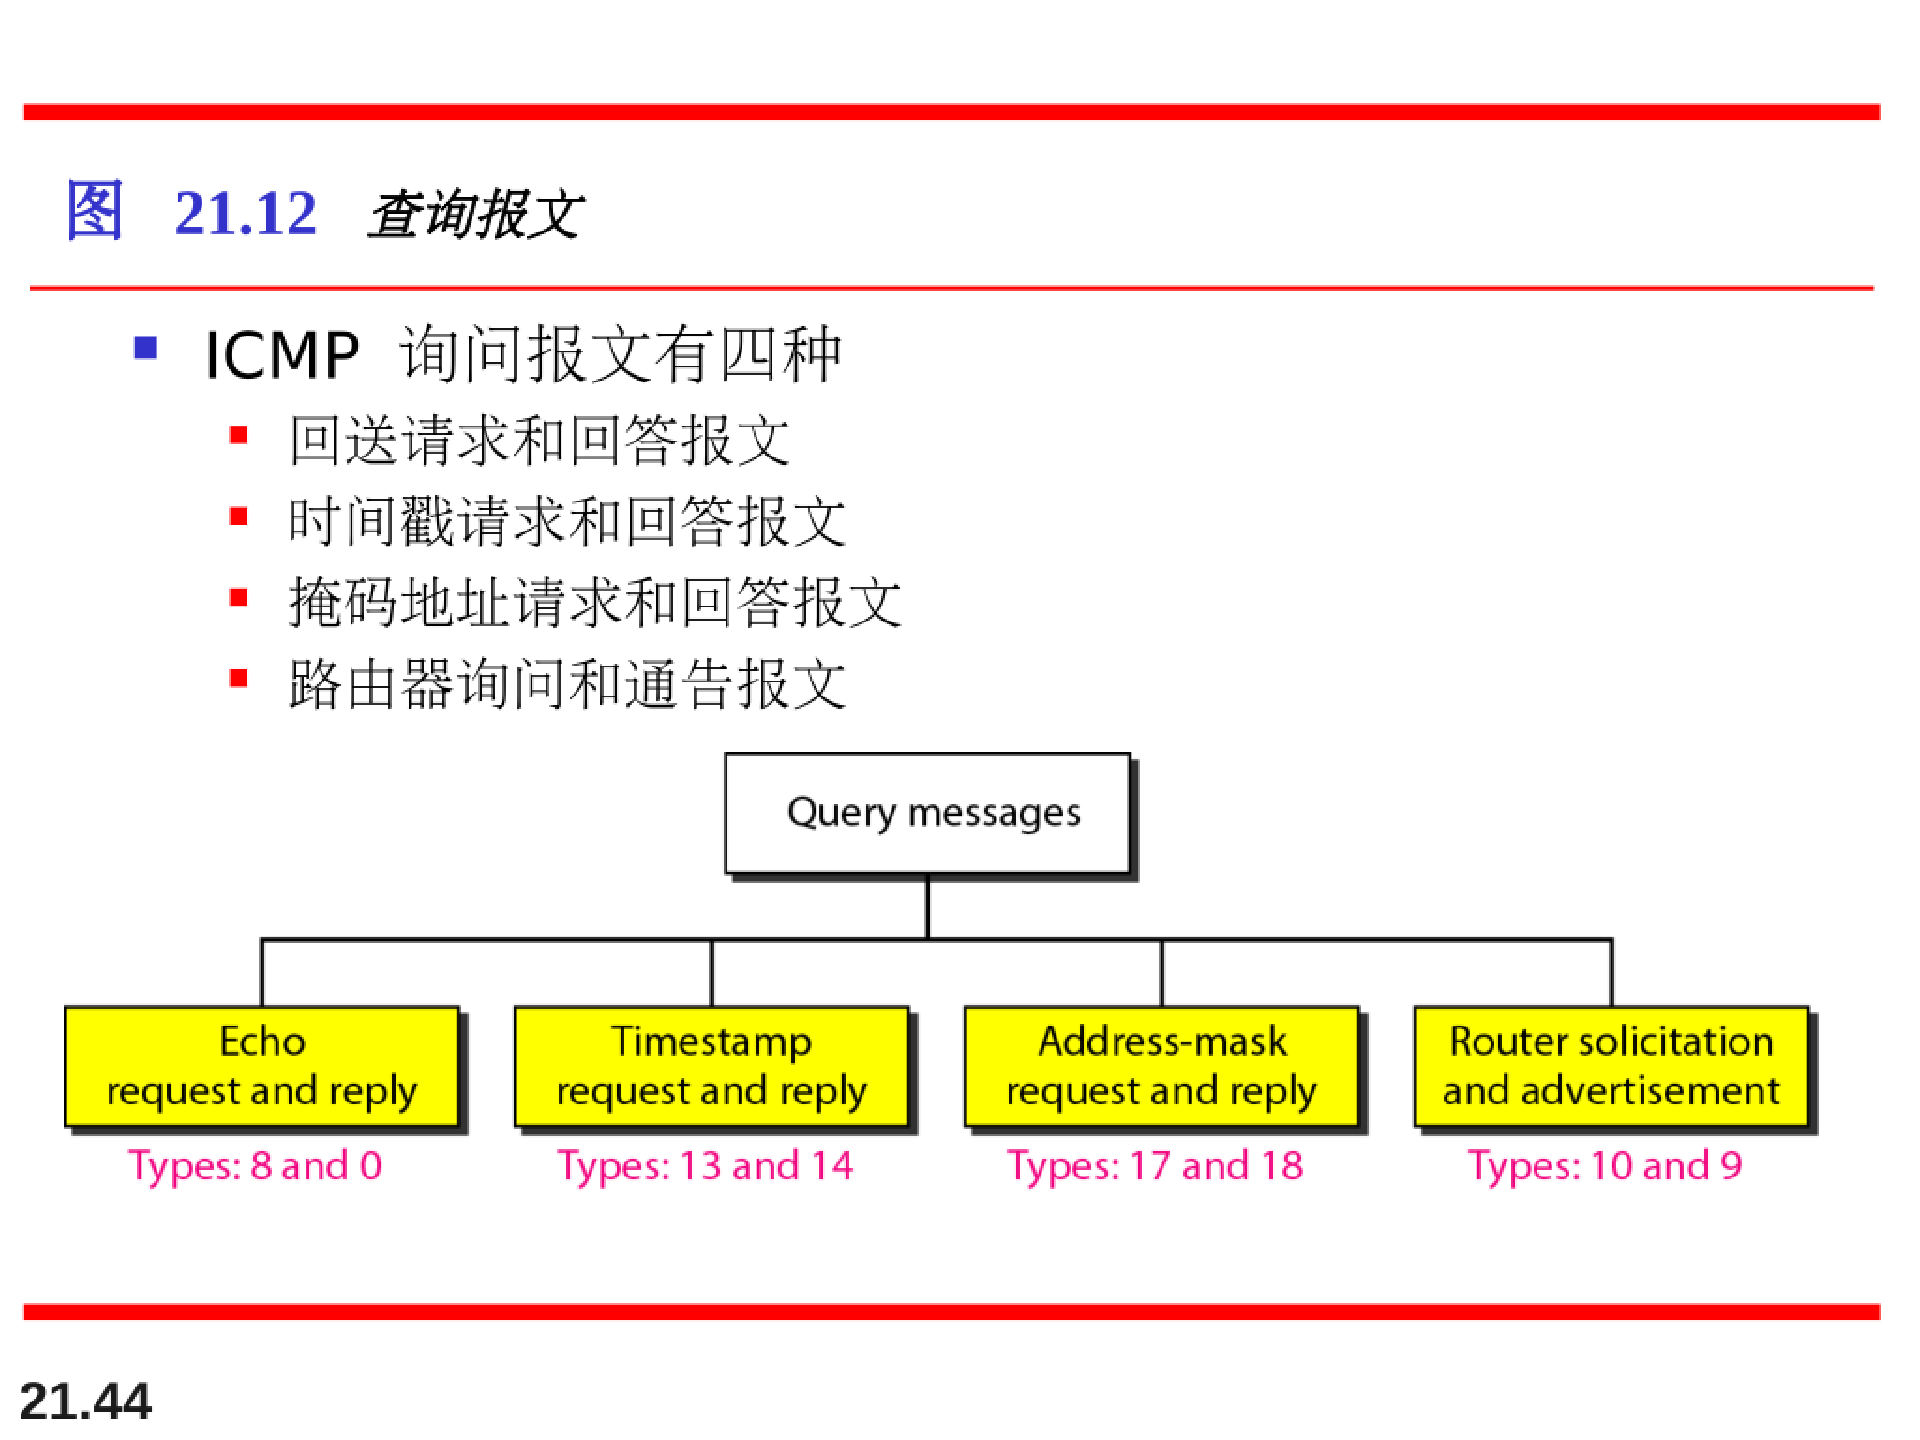 图 21.12 查询报文
ICMP 询问报文有四种
回送请求和回答报文
时间戳请求和回答报文
掩码地址请求和回答报文
路由器询问和通告报文
Query messages
Echo
request and reply
Timestamp
request and reply
Address-mask
request and reply
Router solicitation
and advertisement
Types: 8 and 0
Types: 13 and 14
Types: 17 and 18
Types: 10 and 9
21.44